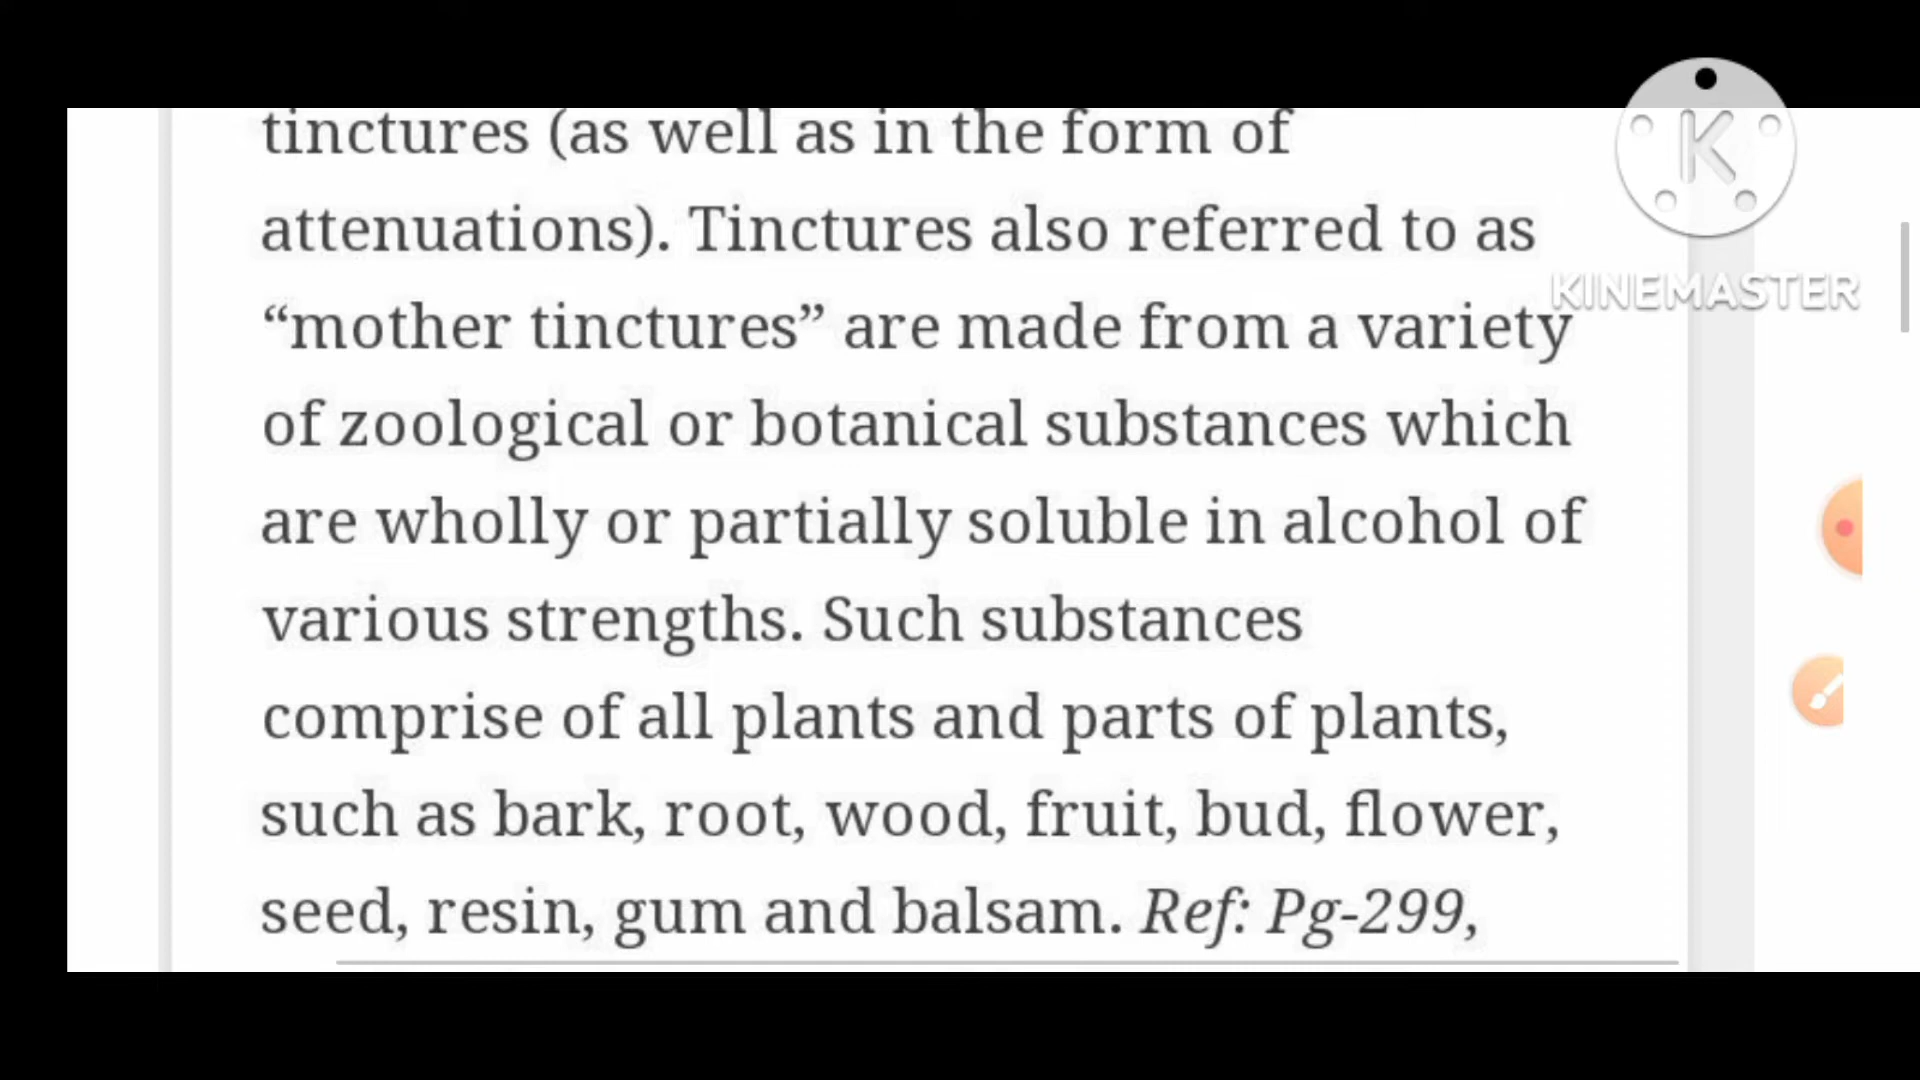 tinctures (as well as in the form of
attenuations). Tinctures also referred to as
“mother tinctures” are made from a variety
of zoological or botanical substances which
are wholly or partially soluble in alcohol of
various strengths. Such substances
comprise of all plants and parts of plants,
such as bark, root, wood, fruit, bud, flower,
seed, resin, gum and balsam. Ref: Pg-299,
K
KINEMASTER